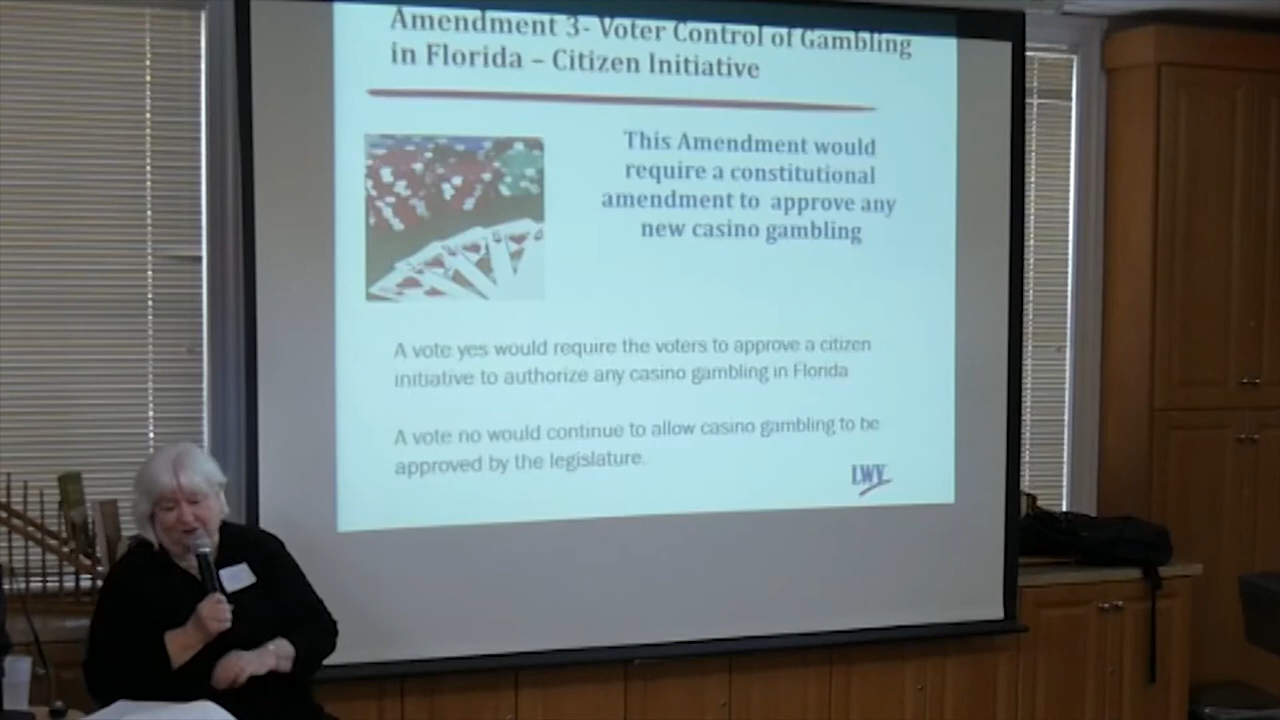 Amendment 3- Voter Control of Gambling
in Florida – Citizen Initiative
This Amendment would
require a constitutional
amendment to approve any
new casino gambling
A vote yes would require the voters to approve a citizen
initiative to authorize any casino gambling in Florida
A vote no would continue to allow casino gambling to be
approved by the legislature.
LWV